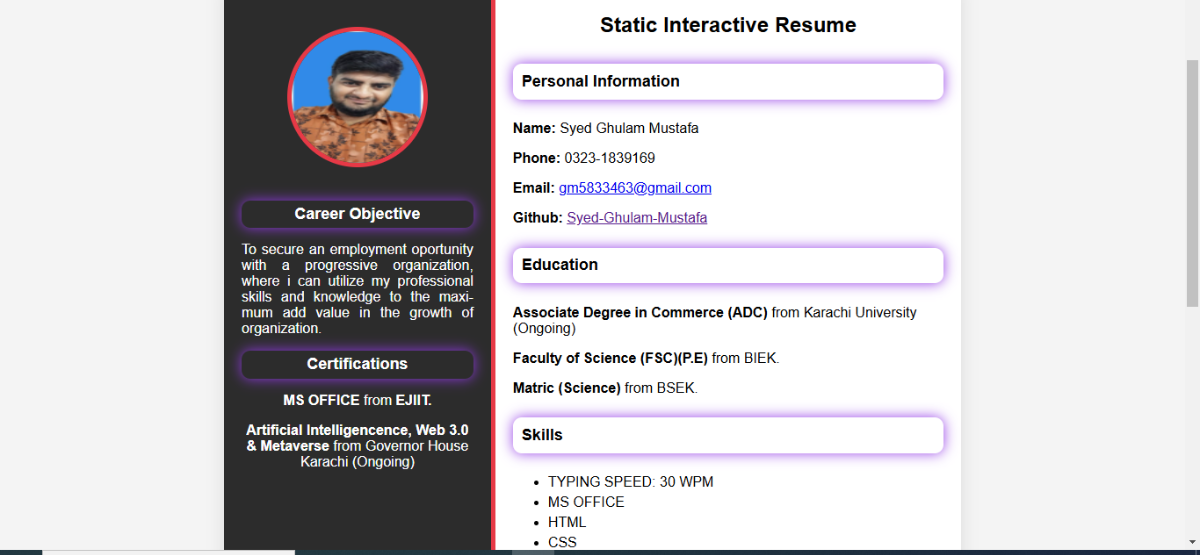 Static Interactive Resume
Career Objective
To secure an employment oportunity
with a progressive organization,
where i can utilize my professional
skills and knowledge to the maxi-
mum add value in the growth of
organization.
Certifications
MS OFFICE from EJIIT.
Artificial Intelligencence, Web 3.0
& Metaverse from Governor House
Karachi (Ongoing)
Personal Information
Name: Syed Ghulam Mustafa
Phone: 0323-1839169
Email: gm5833463@gmail.com
Github: Syed-Ghulam-Mustafa
Education
Associate Degree in Commerce (ADC) from Karachi University
(Ongoing)
Faculty of Science (FSC)(P.E) from BIEK.
Matric (Science) from BSEK.
Skills
• TYPING SPEED: 30 WPM
• MS OFFICE
• HTML
• CSS